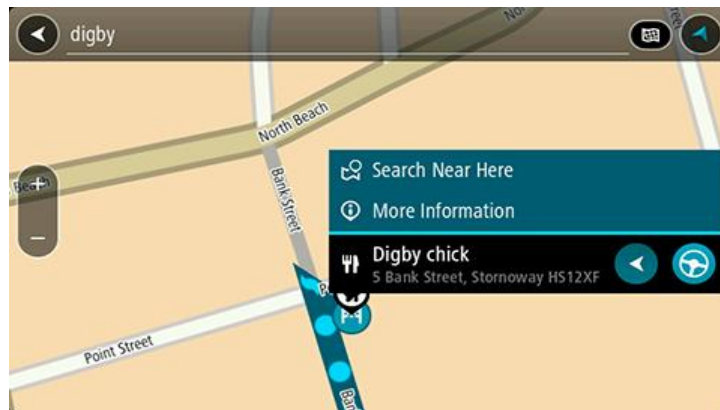 digby
North Beach
Bank Street
Search Near Here
More Information
Digby chick
5 Bank Street, Stornoway HS12XF
Point Street